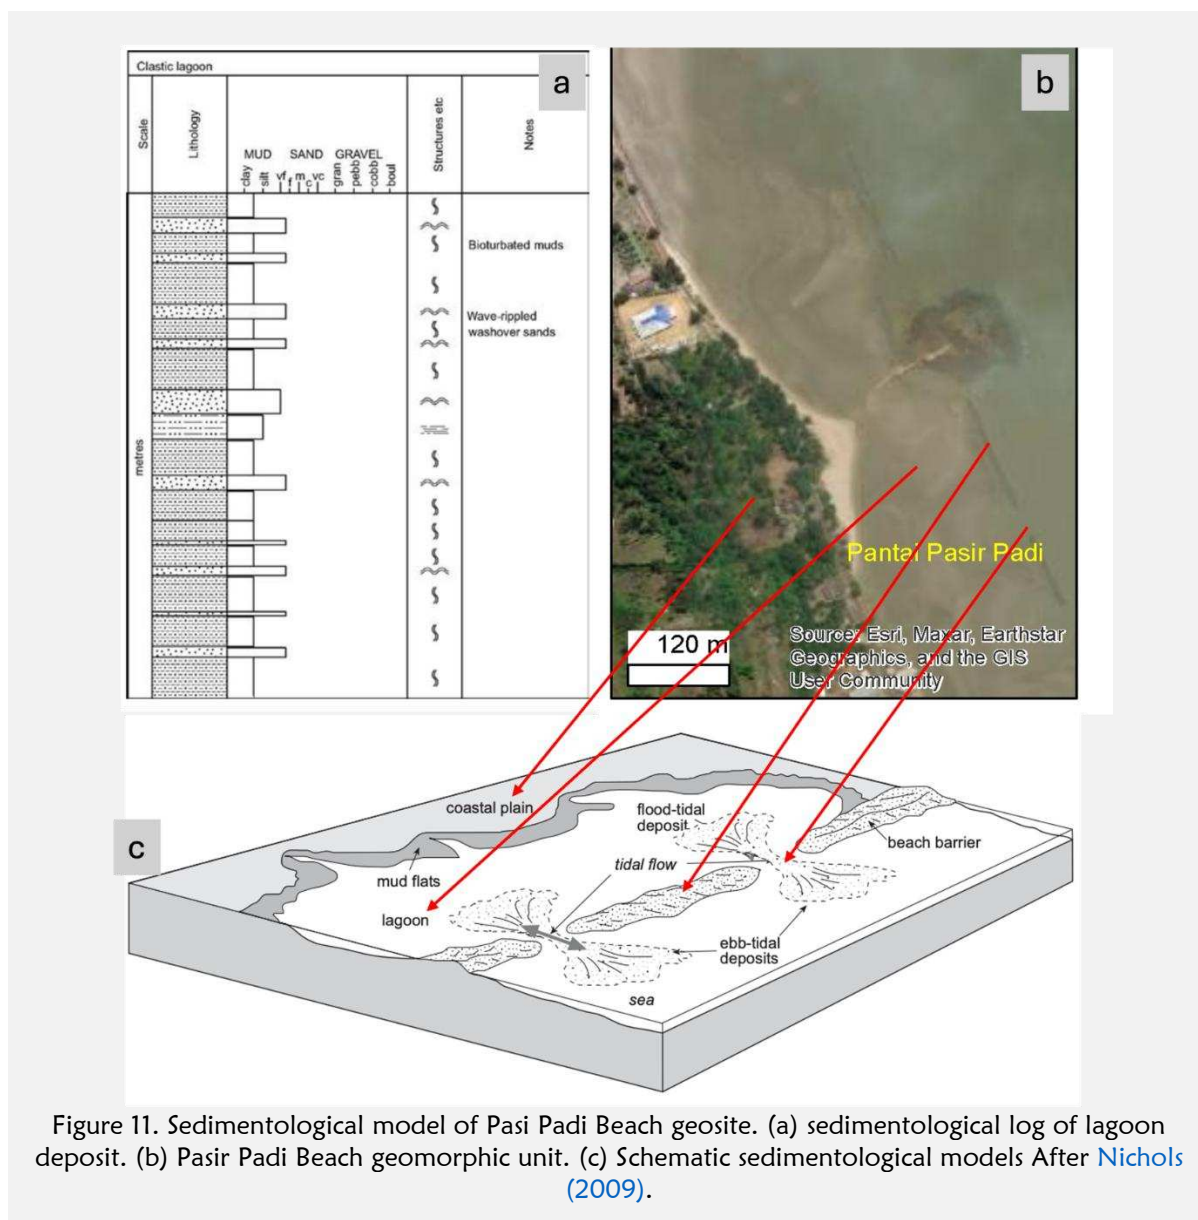 Clastic lagoon
a
Scale
Lithology
MUD SAND GRAVEL
clay
silt
vf
f
m
c
vc
gran
pebb
cobb
boul
Structures etc
Notes
Bioturbated muds
Wave-rippled
washover sands
metres
b
Pantai Pasir Padi
120 m
Source: Esri, Maxar, Earthstar
Geographics, and the GIS
User Community
c
coastal plain
flood-tidal
deposit
beach barrier
tidal flow
mud flats
lagoon
ebb-tidal
deposits
sea
Figure 11. Sedimentological model of Pasi Padi Beach geosite. (a) sedimentological log of lagoon
deposit. (b) Pasir Padi Beach geomorphic unit. (c) Schematic sedimentological models After Nichols
(2009).